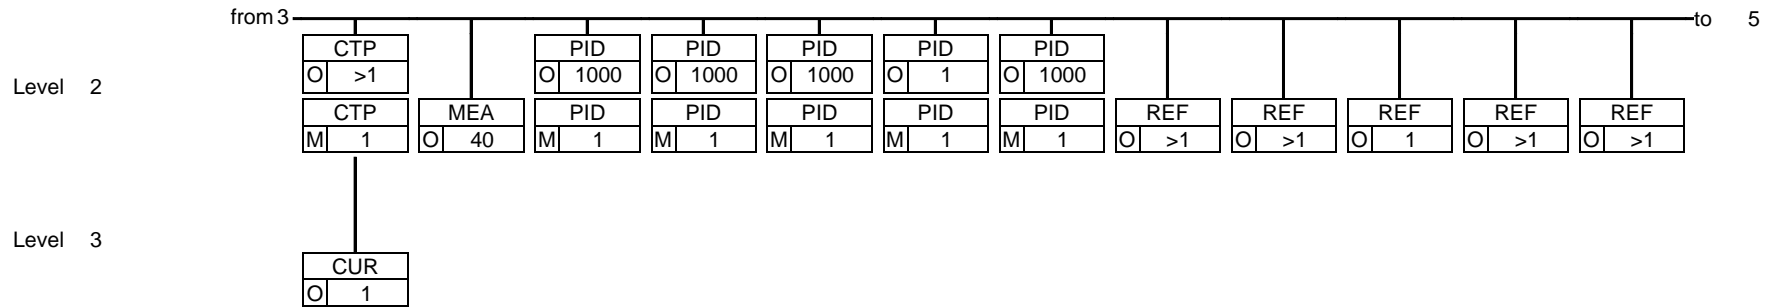 from 3 to 5
CTP PID PID PID PID PID
Level 2 O >1 O 1000 O 1000 O 1000 O 1 O 1000
CTP MEA PID PID PID PID PID REF REF REF REF REF
M 1 O 40 M 1 M 1 M 1 M 1 M 1 O >1 O >1 O 1 O >1 O >1
Level 3
CUR
O 1